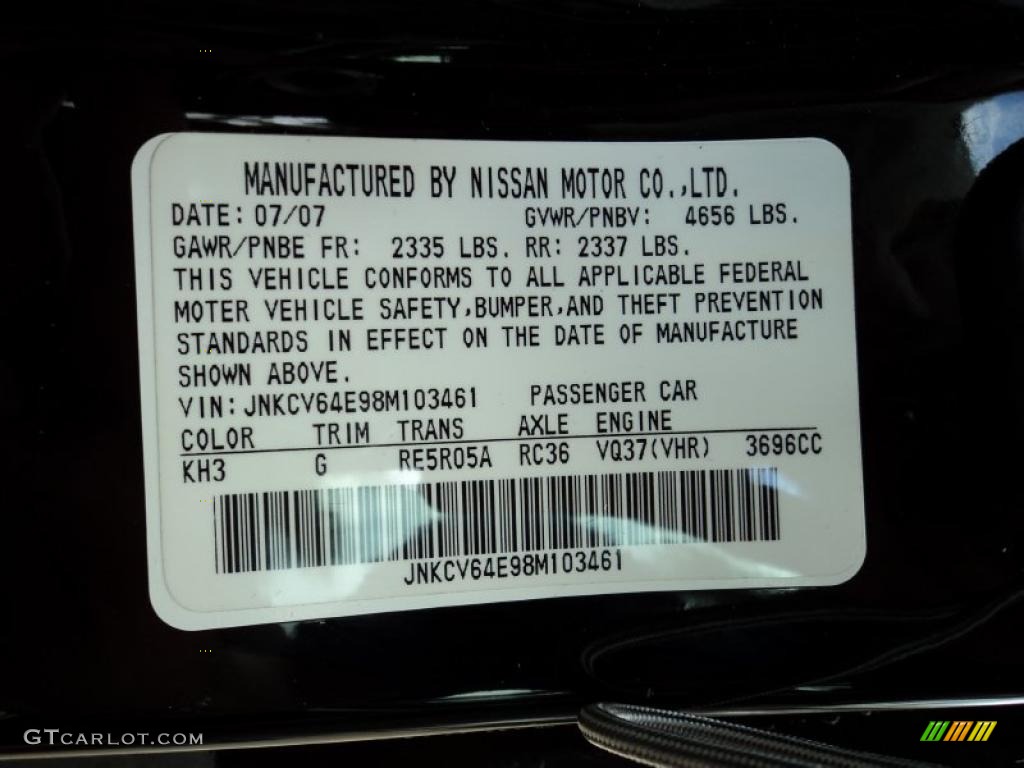 MANUFACTURED BY NISSAN MOTOR CO.,LTD.
DATE: 07/07 GVWR/PNBV: 4656 LBS.
GAWR/PNBE FR: 2335 LBS. RR: 2337 LBS.
THIS VEHICLE CONFORMS TO ALL APPLICABLE FEDERAL
MOTER VEHICLE SAFETY,BUMPER,AND THEFT PREVENTION
STANDARDS IN EFFECT ON THE DATE OF MANUFACTURE
SHOWN ABOVE.
VIN: JNKCV64E98M103461 PASSENGER CAR
COLOR TRIM TRANS AXLE ENGINE
KH3 G RE5R05A RC36 VQ37(VHR) 3696CC
JNKCV64E98M103461
GTCARLOT.COM